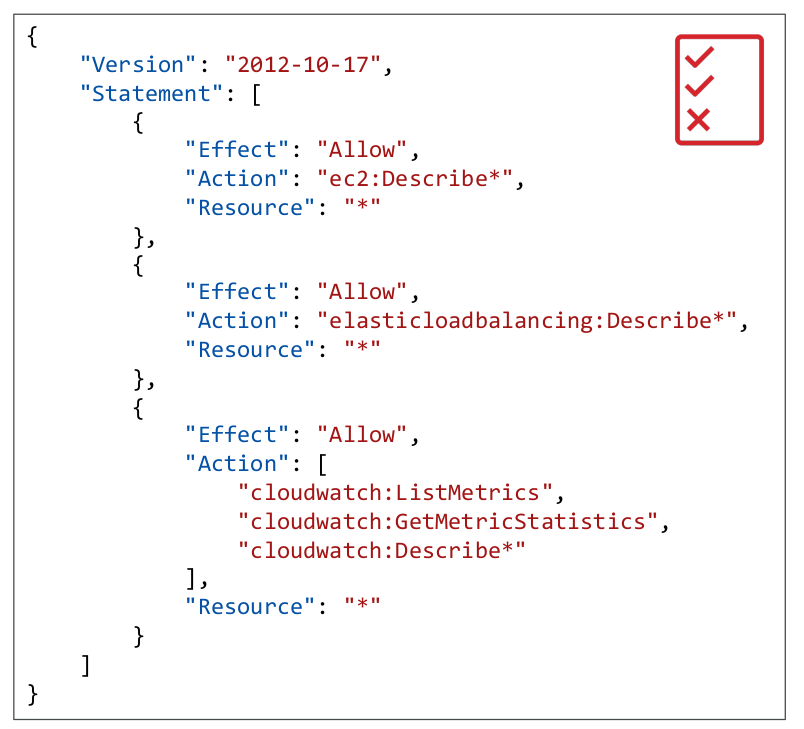 {
    "Version": "2012-10-17",
    "Statement": [
        {
            "Effect": "Allow",
            "Action": "ec2:Describe*",
            "Resource": "*"
        },
        {
            "Effect": "Allow",
            "Action": "elasticloadbalancing:Describe*",
            "Resource": "*"
        },
        {
            "Effect": "Allow",
            "Action": [
                "cloudwatch:ListMetrics",
                "cloudwatch:GetMetricStatistics",
                "cloudwatch:Describe*"
            ],
            "Resource": "*"
        }
    ]
}